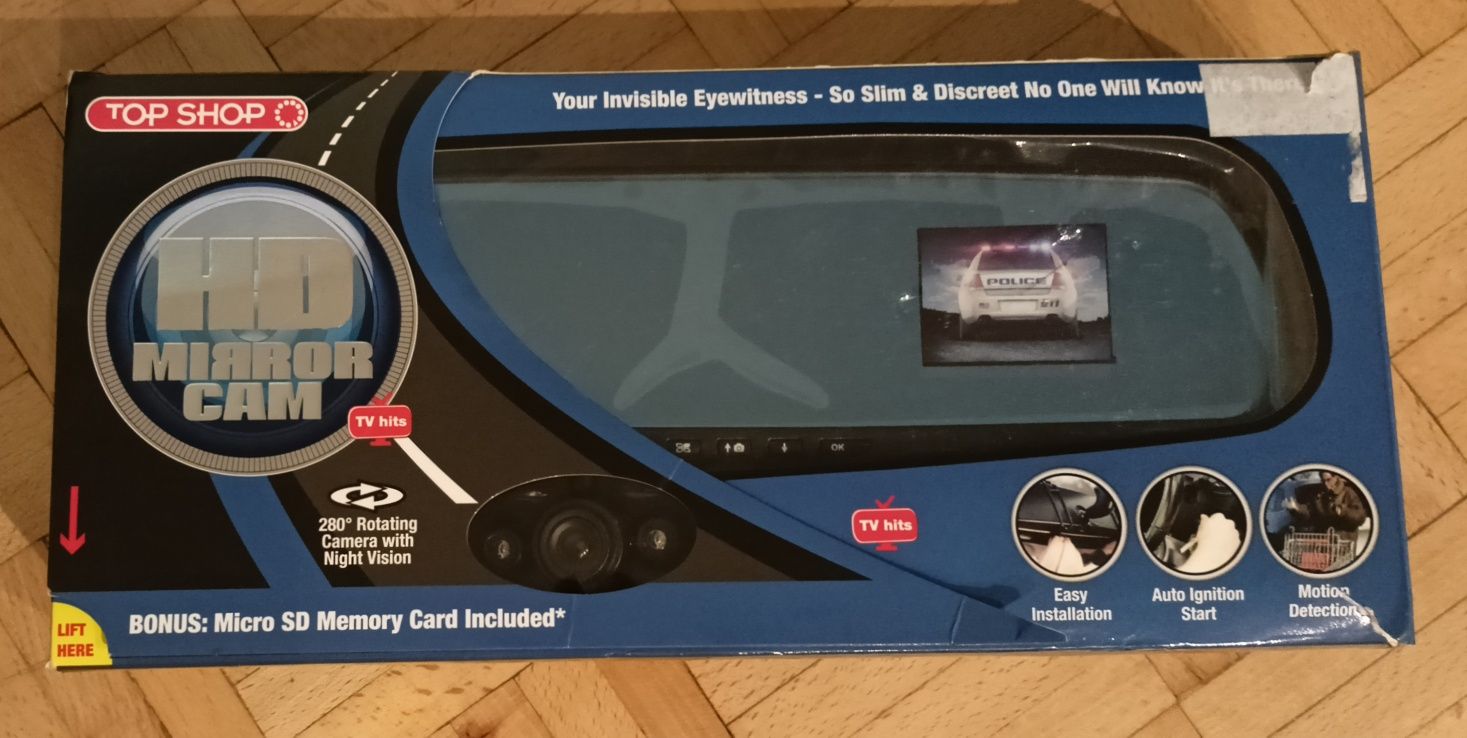 TOP SHOP
Your Invisible Eyewitness - So Slim & Discreet No One Will Know It's There
HD
MIRROR
CAM
TV hits
POLICE
OK
280° Rotating
Camera with
Night Vision
TV hits
Easy
Installation
Auto Ignition
Start
Motion
Detection
LIFT
HERE
BONUS: Micro SD Memory Card Included*